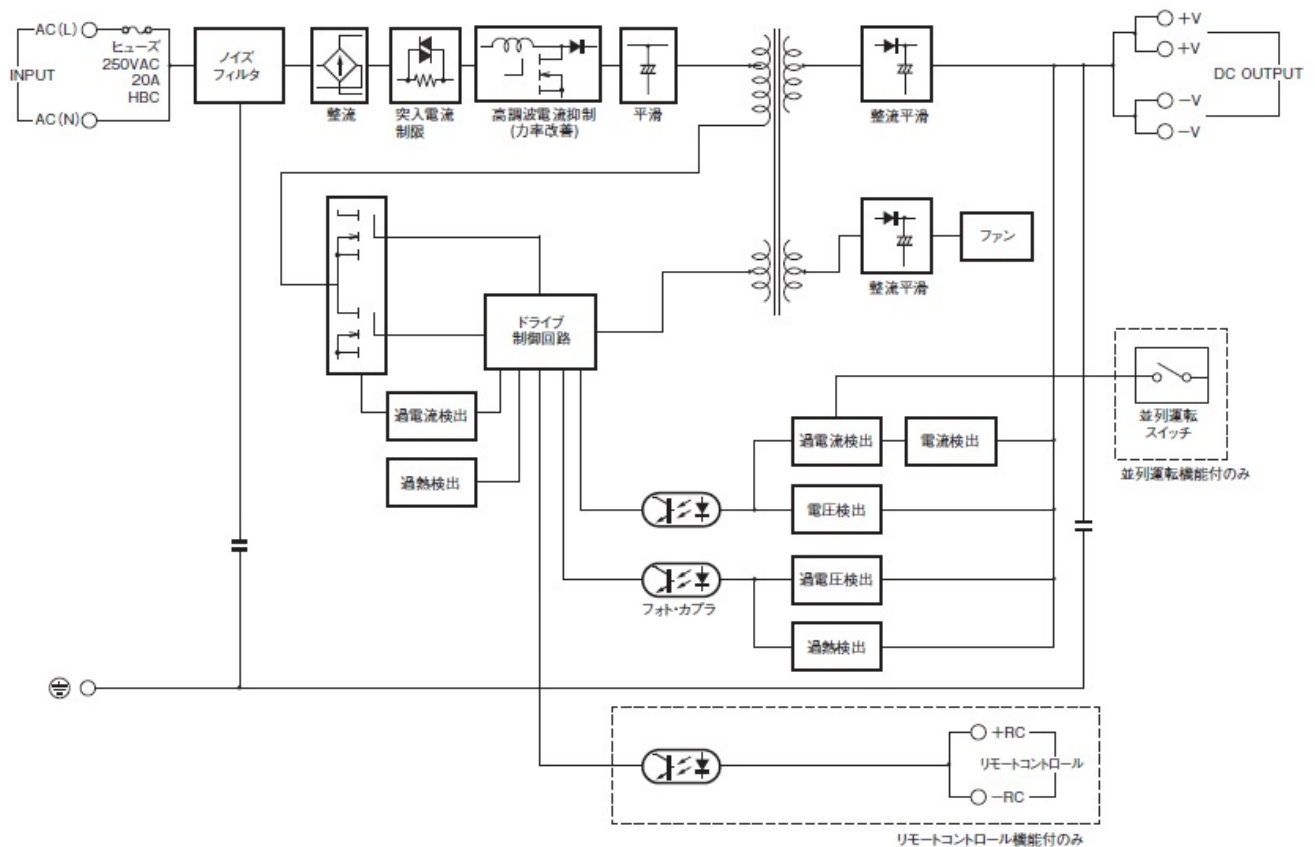 AC(L)
ヒューズ
250VAC
20A
HBC
INPUT
AC(N)
ノイズ
フィルタ
整流
突入電流
制限
高調波電流抑制
(力率改善)
平滑
整流平滑
+V
+V
DC OUTPUT
−V
−V
整流平滑
ファン
ドライブ
制御回路
過電流検出
過熱検出
過電流検出
電流検出
電圧検出
過電圧検出
過熱検出
フォト・カプラ
並列運転
スイッチ
並列運転機能付のみ
+RC
リモートコントロール
−RC
リモートコントロール機能付のみ